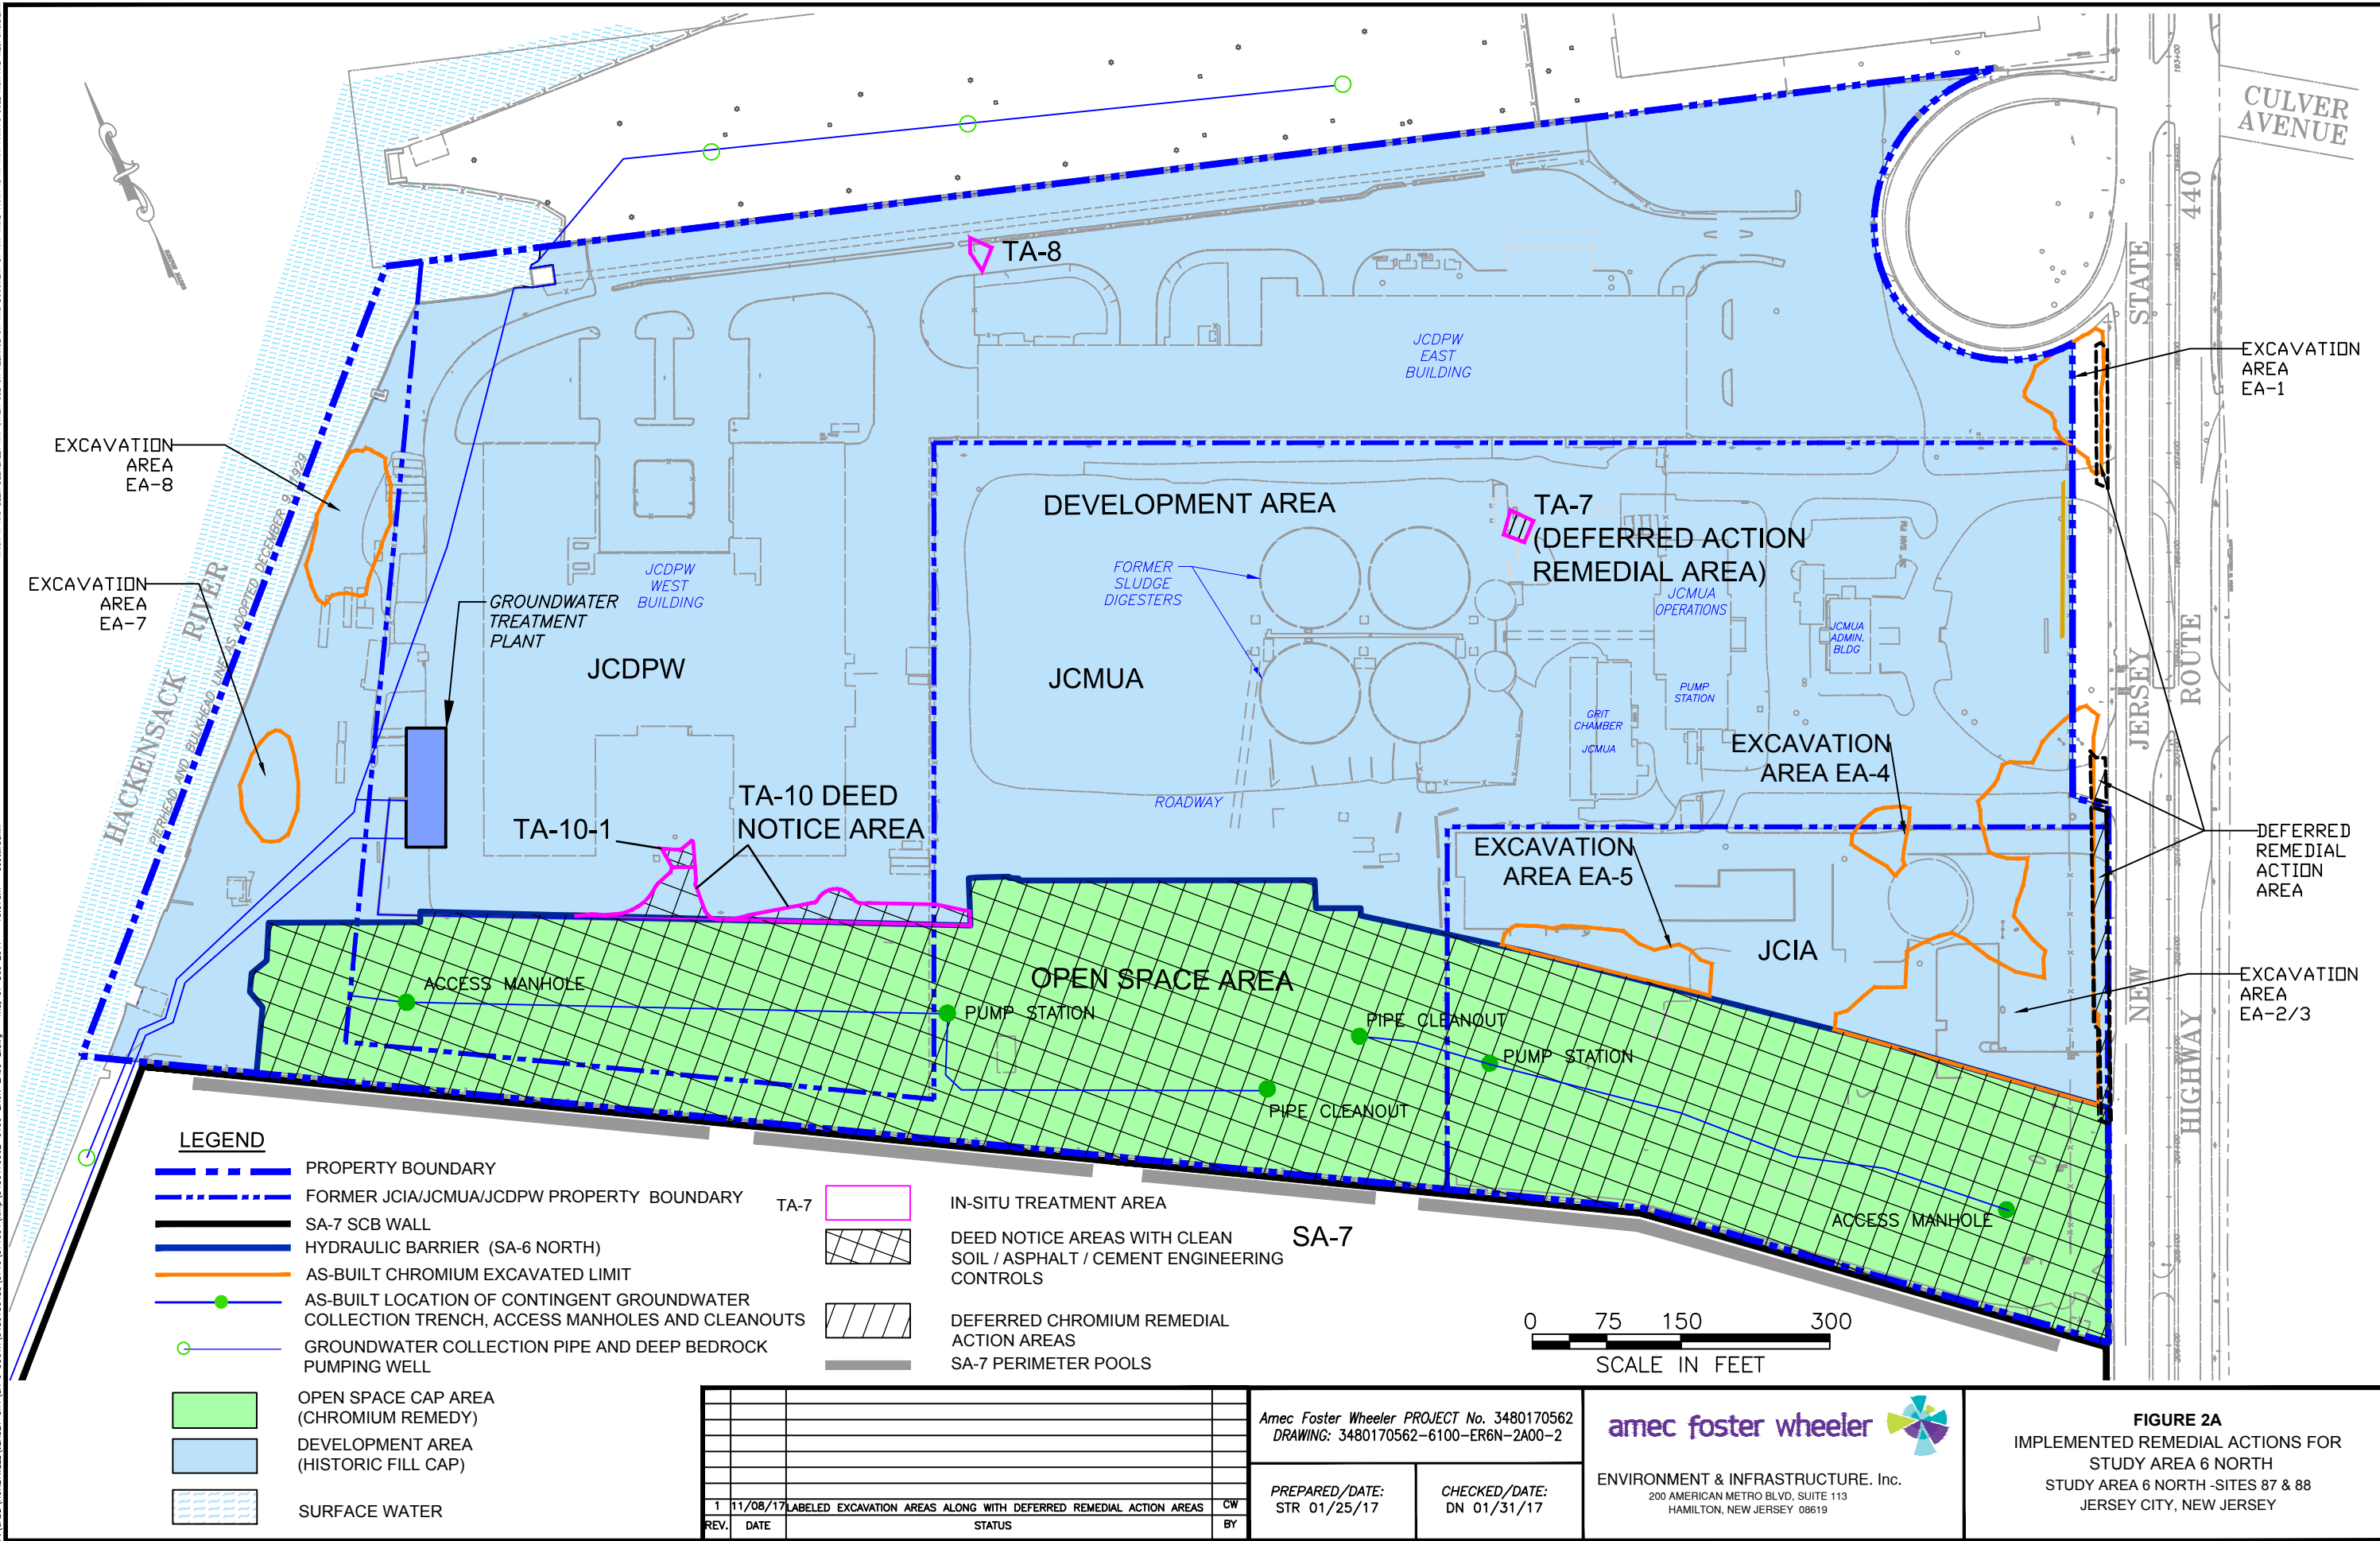 CULVER
AVENUE
STATE
440
NEW
JERSEY
HIGHWAY
ROUTE
TA-8
JCDPW
EAST
BUILDING
EXCAVATION
AREA
EA-1
EXCAVATION
AREA
EA-8
EXCAVATION
AREA
EA-7
HACKENSACK RIVER
PIERHEAD AND BULKHEAD LINE AS ADOPTED DECEMBER 9, 1929
DEVELOPMENT AREA
TA-7
(DEFERRED ACTION
REMEDIAL AREA)
FORMER
SLUDGE
DIGESTERS
JCDPW
WEST
BUILDING
GROUNDWATER
TREATMENT
PLANT
JCMUA
OPERATIONS
JCMUA
ADMIN.
BLDG
JCDPW
JCMUA
PUMP
STATION
GRIT
CHAMBER
JCMUA
30" SAN FM
ROADWAY
EXCAVATION
AREA EA-4
TA-10 DEED
NOTICE AREA
TA-10-1
EXCAVATION
AREA EA-5
DEFERRED
REMEDIAL
ACTION
AREA
JCIA
OPEN SPACE AREA
ACCESS MANHOLE
PUMP STATION
PIPE CLEANOUT
PUMP STATION
PIPE CLEANOUT
EXCAVATION
AREA
EA-2/3
ACCESS MANHOLE
SA-7
LEGEND
PROPERTY BOUNDARY
FORMER JCIA/JCMUA/JCDPW PROPERTY BOUNDARY
SA-7 SCB WALL
HYDRAULIC BARRIER (SA-6 NORTH)
AS-BUILT CHROMIUM EXCAVATED LIMIT
AS-BUILT LOCATION OF CONTINGENT GROUNDWATER
COLLECTION TRENCH, ACCESS MANHOLES AND CLEANOUTS
GROUNDWATER COLLECTION PIPE AND DEEP BEDROCK
PUMPING WELL
OPEN SPACE CAP AREA
(CHROMIUM REMEDY)
DEVELOPMENT AREA
(HISTORIC FILL CAP)
SURFACE WATER
TA-7
IN-SITU TREATMENT AREA
DEED NOTICE AREAS WITH CLEAN
SOIL / ASPHALT / CEMENT ENGINEERING
CONTROLS
DEFERRED CHROMIUM REMEDIAL
ACTION AREAS
SA-7 PERIMETER POOLS
0 75 150 300
SCALE IN FEET
1 11/08/17 LABELED EXCAVATION AREAS ALONG WITH DEFERRED REMEDIAL ACTION AREAS CW
REV. DATE STATUS BY
Amec Foster Wheeler PROJECT No. 3480170562
DRAWING: 3480170562-6100-ER6N-2A00-2
PREPARED/DATE:
STR 01/25/17
CHECKED/DATE:
DN 01/31/17
amec foster wheeler
ENVIRONMENT & INFRASTRUCTURE. Inc.
200 AMERICAN METRO BLVD, SUITE 113
HAMILTON, NEW JERSEY 08619
FIGURE 2A
IMPLEMENTED REMEDIAL ACTIONS FOR
STUDY AREA 6 NORTH
STUDY AREA 6 NORTH -SITES 87 & 88
JERSEY CITY, NEW JERSEY